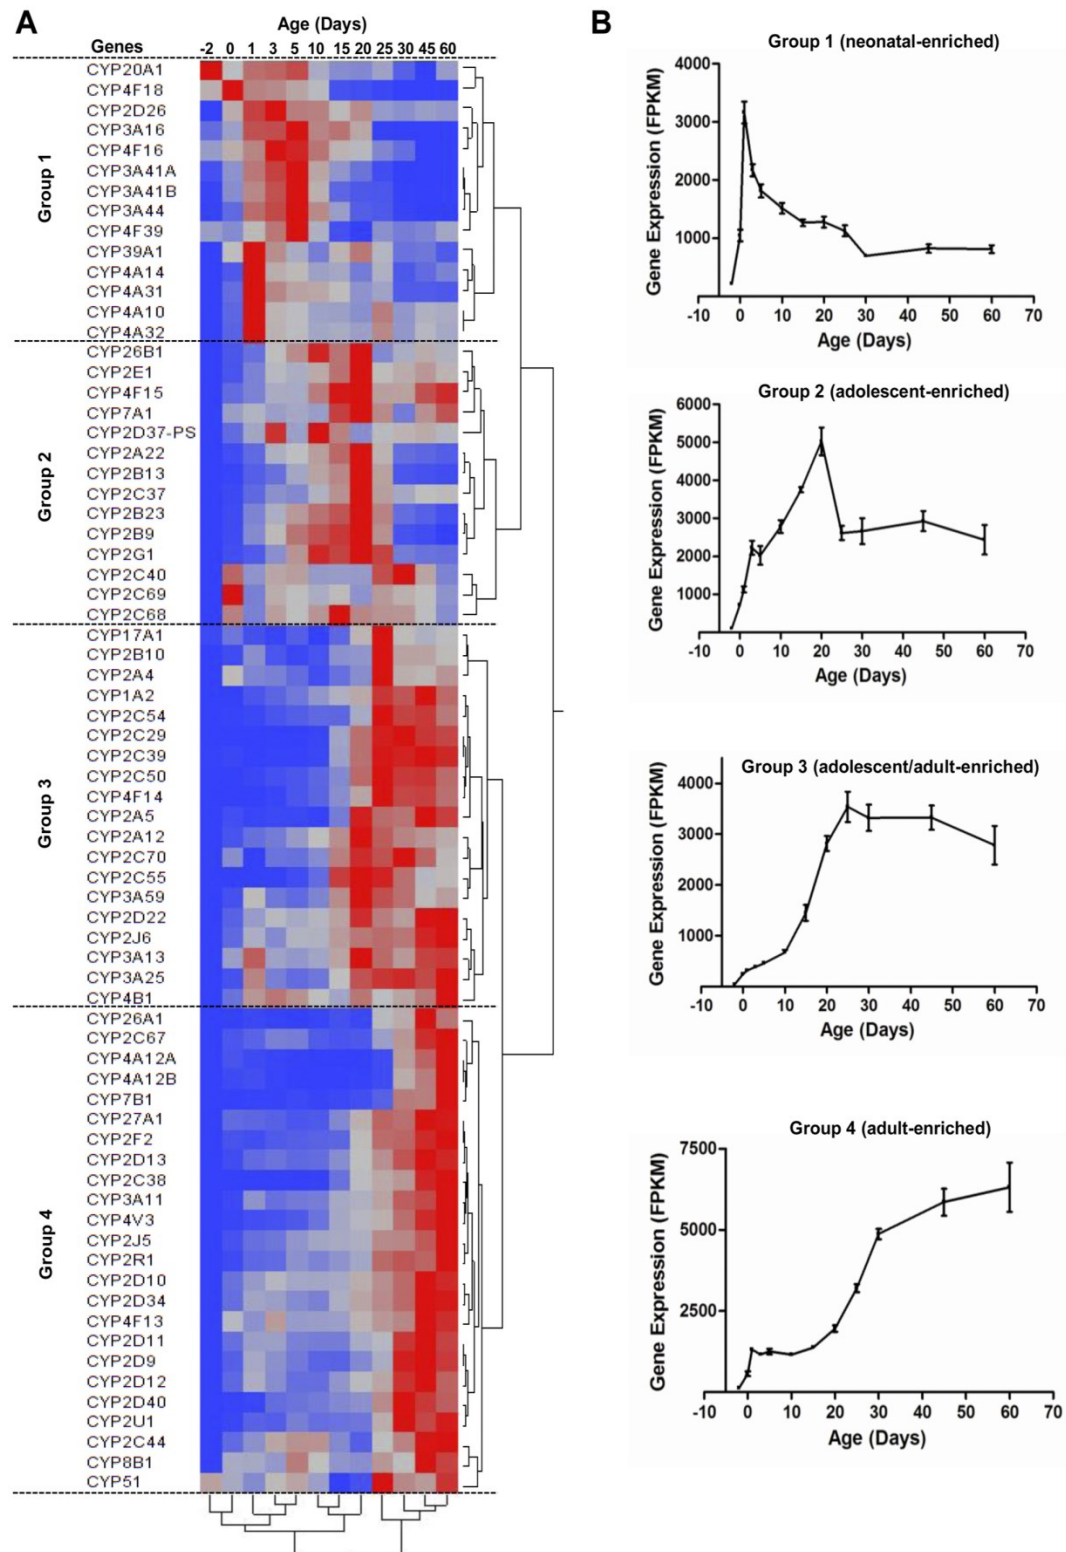 A
Age (Days)
Genes -2 0 1 3 5 10 15 20 25 30 45 60
Group 1
CYP20A1
CYP4F18
CYP2D26
CYP3A16
CYP4F16
CYP3A41A
CYP3A41B
CYP3A44
CYP4F39
CYP39A1
CYP4A14
CYP4A31
CYP4A10
CYP4A32
Group 2
CYP26B1
CYP2E1
CYP4F15
CYP7A1
CYP2D37-PS
CYP2A22
CYP2B13
CYP2C37
CYP2B23
CYP2B9
CYP2G1
CYP2C40
CYP2C69
CYP2C68
Group 3
CYP17A1
CYP2B10
CYP2A4
CYP1A2
CYP2C54
CYP2C29
CYP2C39
CYP2C50
CYP4F14
CYP2A5
CYP2A12
CYP2C70
CYP2C55
CYP3A59
CYP2D22
CYP2J6
CYP3A13
CYP3A25
CYP4B1
Group 4
CYP26A1
CYP2C67
CYP4A12A
CYP4A12B
CYP7B1
CYP27A1
CYP2F2
CYP2D13
CYP2C38
CYP3A11
CYP4V3
CYP2J5
CYP2R1
CYP2D10
CYP2D34
CYP4F13
CYP2D11
CYP2D9
CYP2D12
CYP2D40
CYP2U1
CYP2C44
CYP8B1
CYP51
B
Group 1 (neonatal-enriched)
Gene Expression (FPKM)
4000
3000
2000
1000
-10 0 10 20 30 40 50 60 70
Age (Days)
Group 2 (adolescent-enriched)
Gene Expression (FPKM)
6000
5000
4000
3000
2000
1000
-10 0 10 20 30 40 50 60 70
Age (Days)
Group 3 (adolescent/adult-enriched)
Gene Expression (FPKM)
4000
3000
2000
1000
-10 0 10 20 30 40 50 60 70
Age (Days)
Group 4 (adult-enriched)
Gene Expression (FPKM)
7500
5000
2500
-10 0 10 20 30 40 50 60 70
Age (Days)